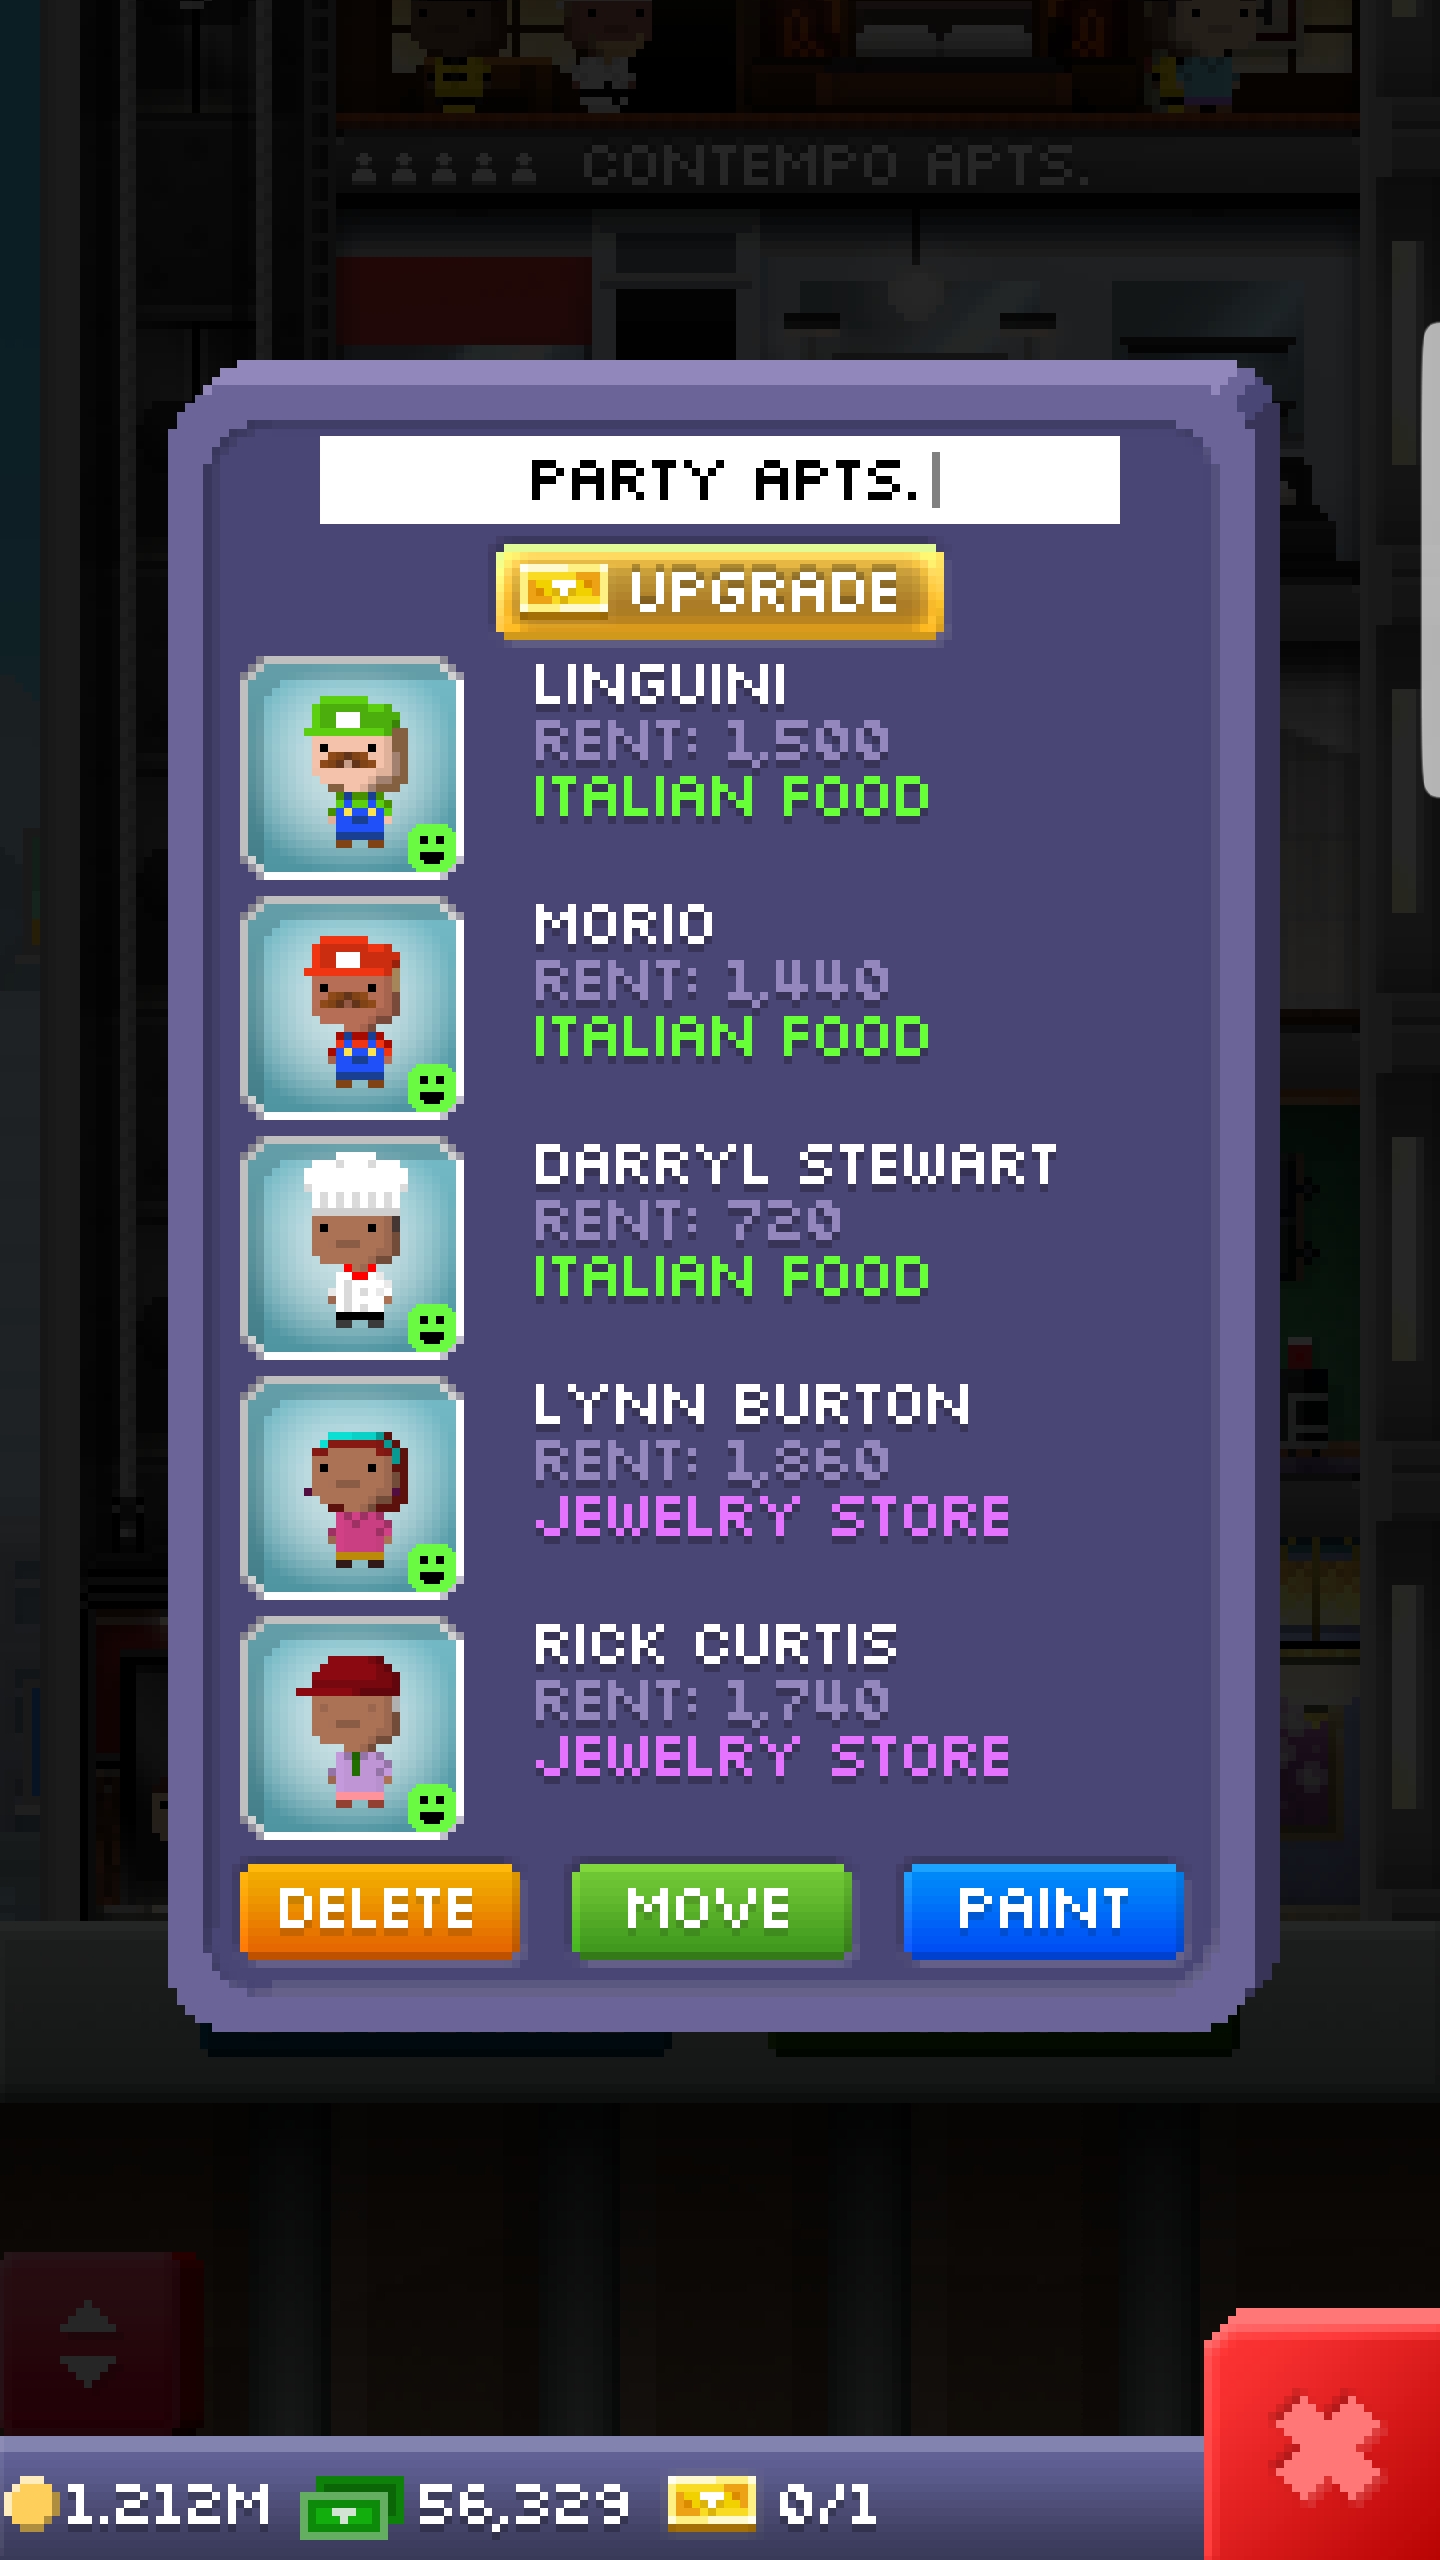 CONTEMPO APTS.
PARTY APTS.
UPGRADE
LINGUINI
RENT: 1,500
ITALIAN FOOD
MORIO
RENT: 1,440
ITALIAN FOOD
DARRYL STEWART
RENT: 720
ITALIAN FOOD
LYNN BURTON
RENT: 1,860
JEWELRY STORE
RICK CURTIS
RENT: 1,740
JEWELRY STORE
DELETE MOVE PAINT
1.212M 56,329 0/1